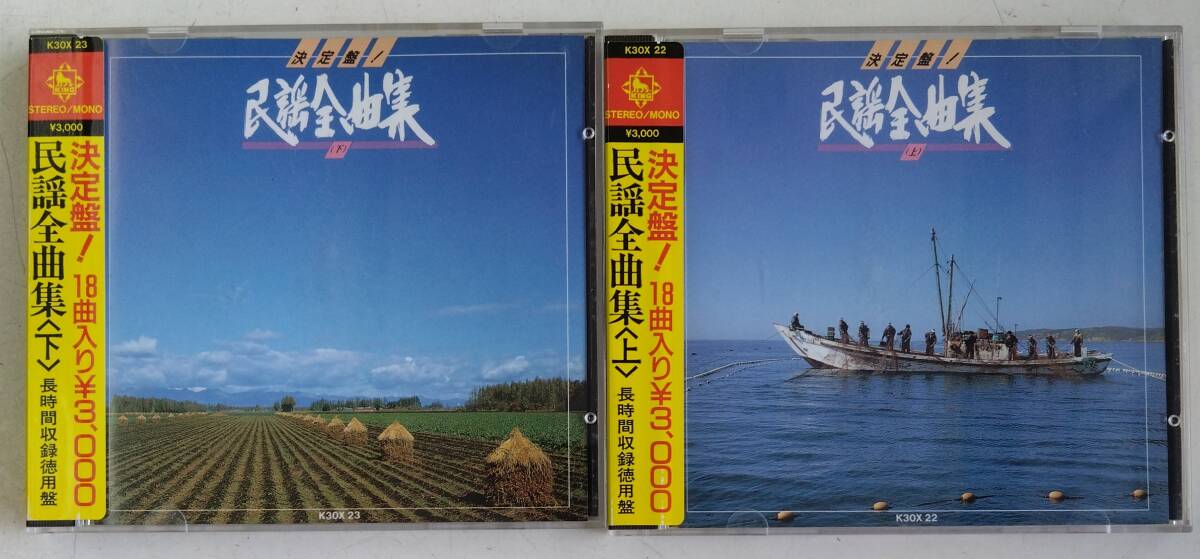 K30X 23
KING
STEREO/MONO
¥3,000
決定盤! 18曲入り¥3,000
民謡全曲集〈下〉
長時間収録徳用盤
決定盤!
民謡全曲集
(下)
K30X 23
K30X 22
KING
STEREO/MONO
¥3,000
決定盤! 18曲入り¥3,000
民謡全曲集〈上〉
長時間収録徳用盤
決定盤!
民謡全曲集
(上)
K30X 22